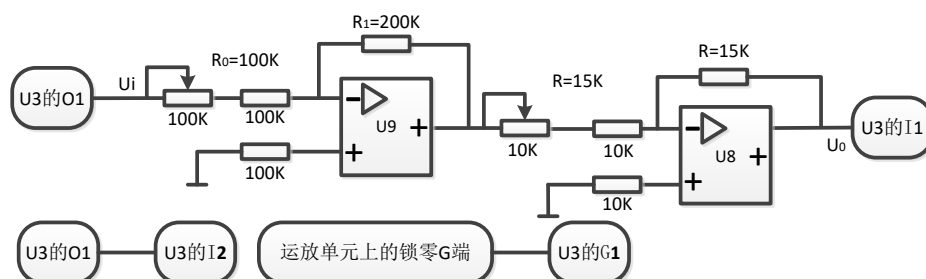 R₁=200K
R₀=100K
R=15K
U3的O1
Ui
100K
100K
U9
100K
R=15K
10K
10K
U8
10K
U₀
U3的I1
U3的O1
U3的I2
运放单元上的锁零G端
U3的G1